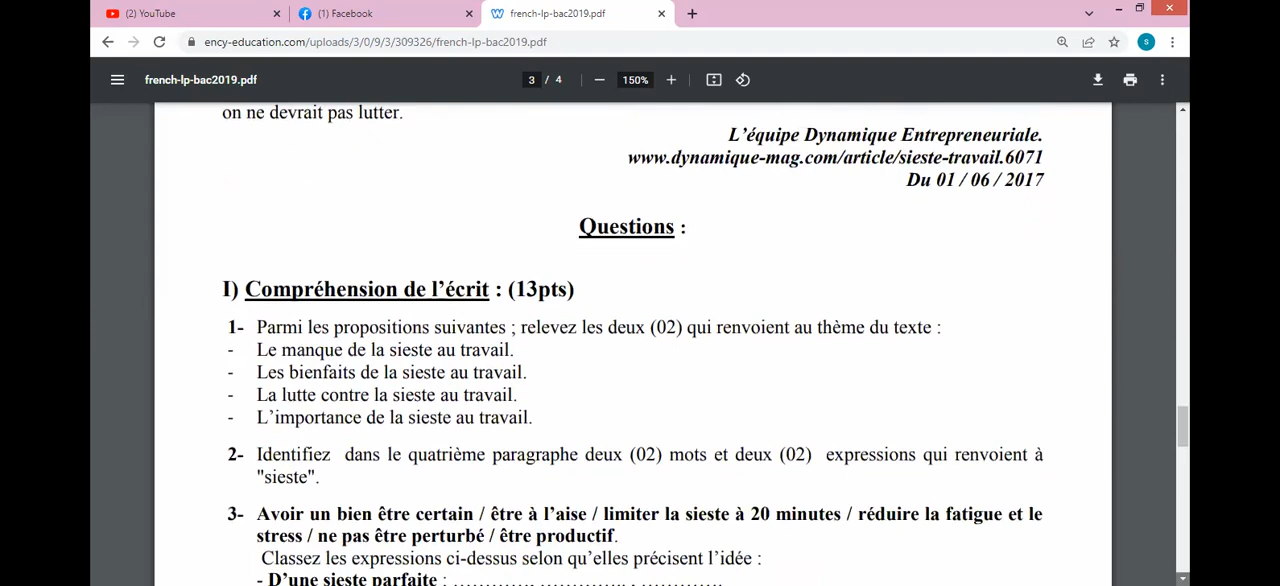 (2) YouTube
(1) Facebook
french-lp-bac2019.pdf
ency-education.com/uploads/3/0/9/3/309326/french-lp-bac2019.pdf
s
french-lp-bac2019.pdf
3 / 4
150%
on ne devrait pas lutter.
L’équipe Dynamique Entrepreneuriale.
www.dynamique-mag.com/article/sieste-travail.6071
Du 01 / 06 / 2017
Questions :
I) Compréhension de l’écrit : (13pts)
1- Parmi les propositions suivantes ; relevez les deux (02) qui renvoient au thème du texte :
- Le manque de la sieste au travail.
- Les bienfaits de la sieste au travail.
- La lutte contre la sieste au travail.
- L’importance de la sieste au travail.
2- Identifiez dans le quatrième paragraphe deux (02) mots et deux (02) expressions qui renvoient à
"sieste".
3- Avoir un bien être certain / être à l’aise / limiter la sieste à 20 minutes / réduire la fatigue et le
stress / ne pas être perturbé / être productif.
Classez les expressions ci-dessus selon qu’elles précisent l’idée :
- D’une sieste parfaite : …………. …………. . ………….